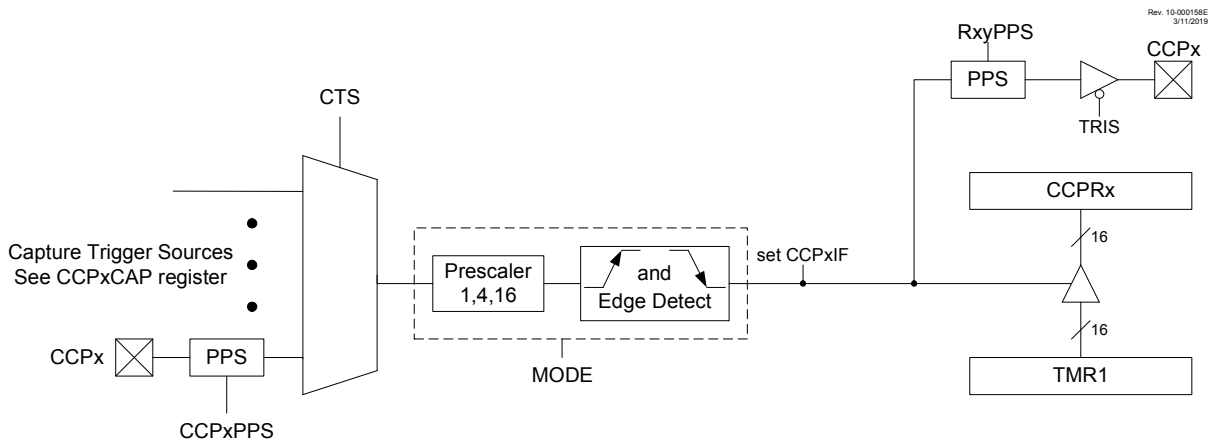 Rev. 10-000158E
3/11/2019
RxyPPS
CCPx
PPS
CTS
TRIS
CCPRx
Capture Trigger Sources
See CCPxCAP register
16
Prescaler
1,4,16
and
Edge Detect
set CCPxIF
16
CCPx
PPS
MODE
TMR1
CCPxPPS